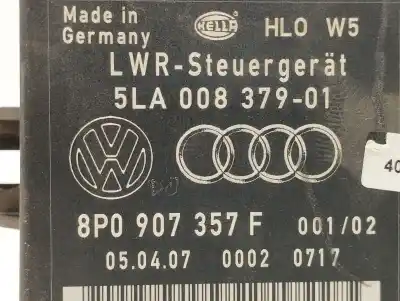 Made in
Germany
HELLA
HLO W5
LWR-Steuergerät
5LA 008 379-01
8P0 907 357 F 001/02
05.04.07 0002 0717
40